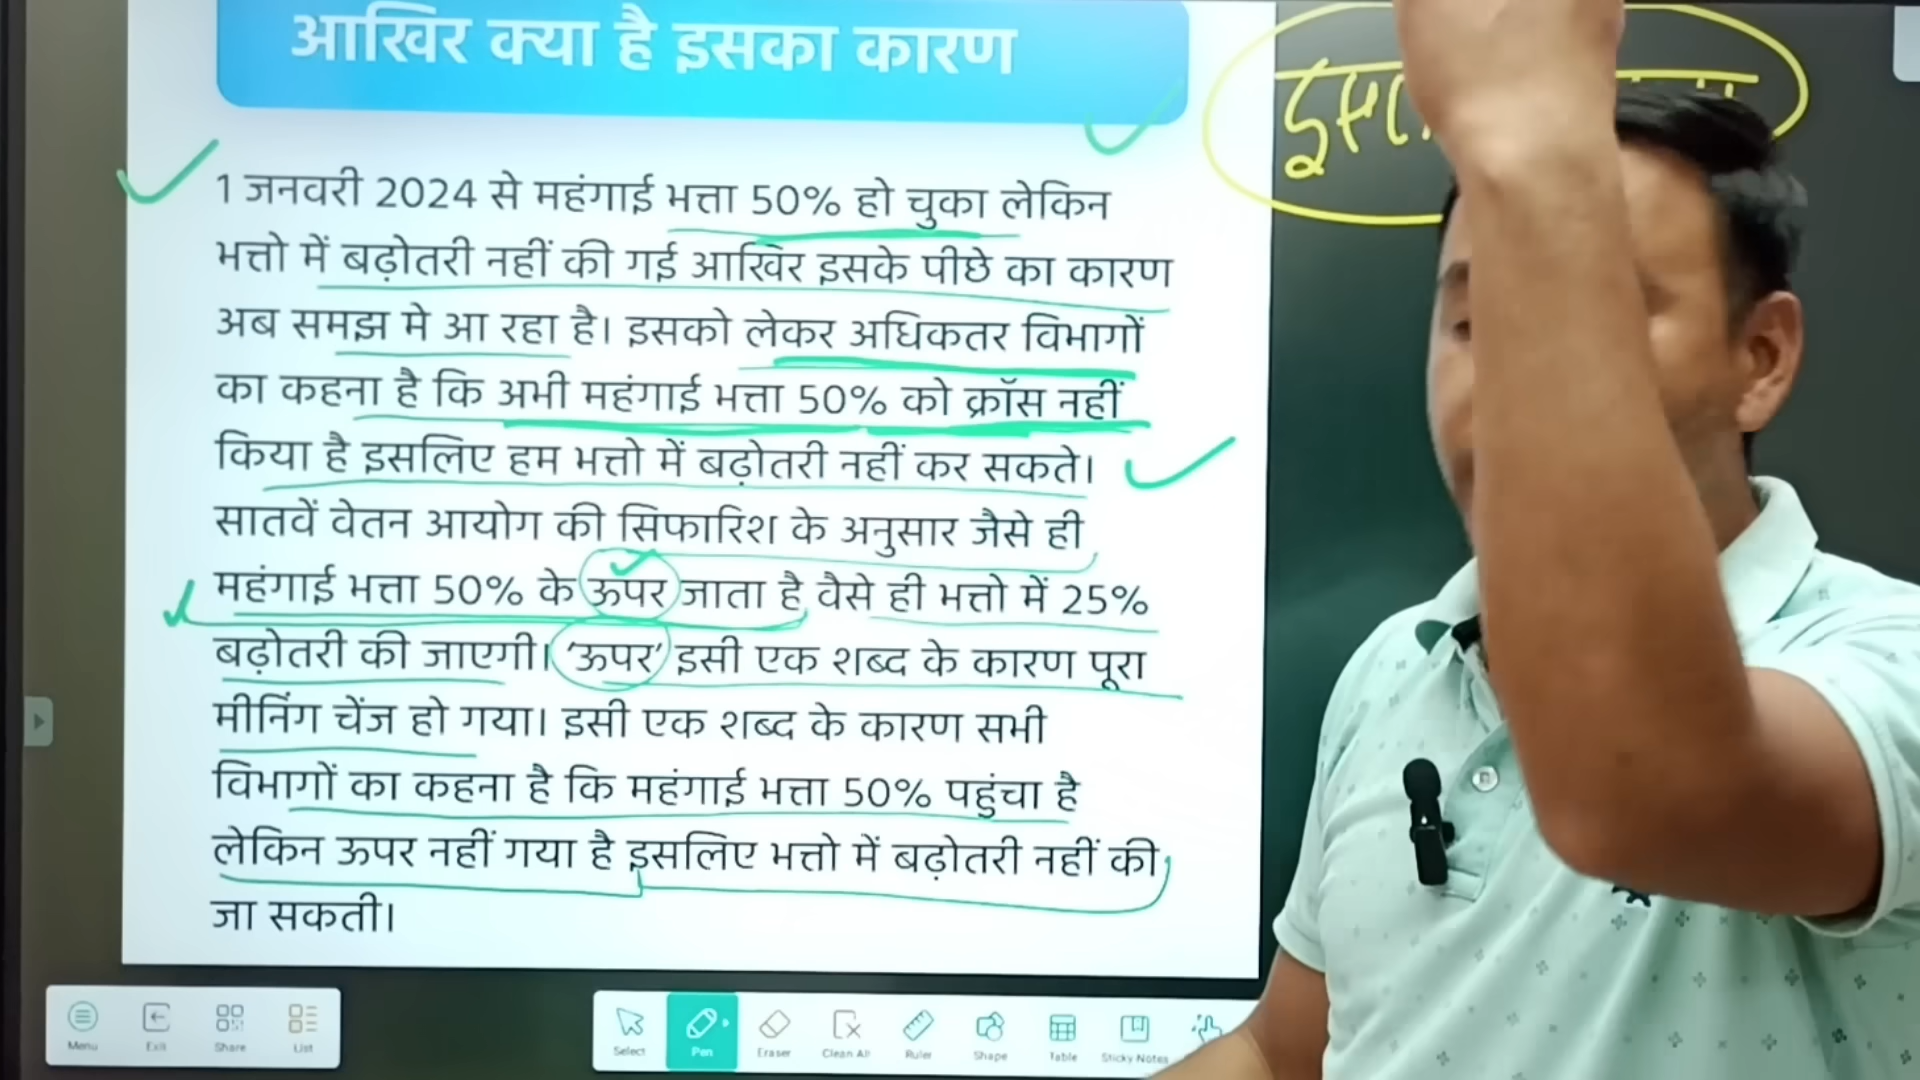 आखिर क्या है इसका कारण
1 जनवरी 2024 से महंगाई भत्ता 50% हो चुका लेकिन
भत्तो में बढ़ोतरी नहीं की गई आखिर इसके पीछे का कारण
अब समझ मे आ रहा है। इसको लेकर अधिकतर विभागों
का कहना है कि अभी महंगाई भत्ता 50% को क्रॉस नहीं
किया है इसलिए हम भत्तो में बढ़ोतरी नहीं कर सकते।
सातवें वेतन आयोग की सिफारिश के अनुसार जैसे ही
महंगाई भत्ता 50% के ऊपर जाता है वैसे ही भत्तो में 25%
बढ़ोतरी की जाएगी। 'ऊपर' इसी एक शब्द के कारण पूरा
मीनिंग चेंज हो गया। इसी एक शब्द के कारण सभी
विभागों का कहना है कि महंगाई भत्ता 50% पहुंचा है
लेकिन ऊपर नहीं गया है इसलिए भत्तो में बढ़ोतरी नहीं की
जा सकती।
Menu Exit Share List
Select Pen Eraser Clean All Ruler Shape Table Sticky Notes